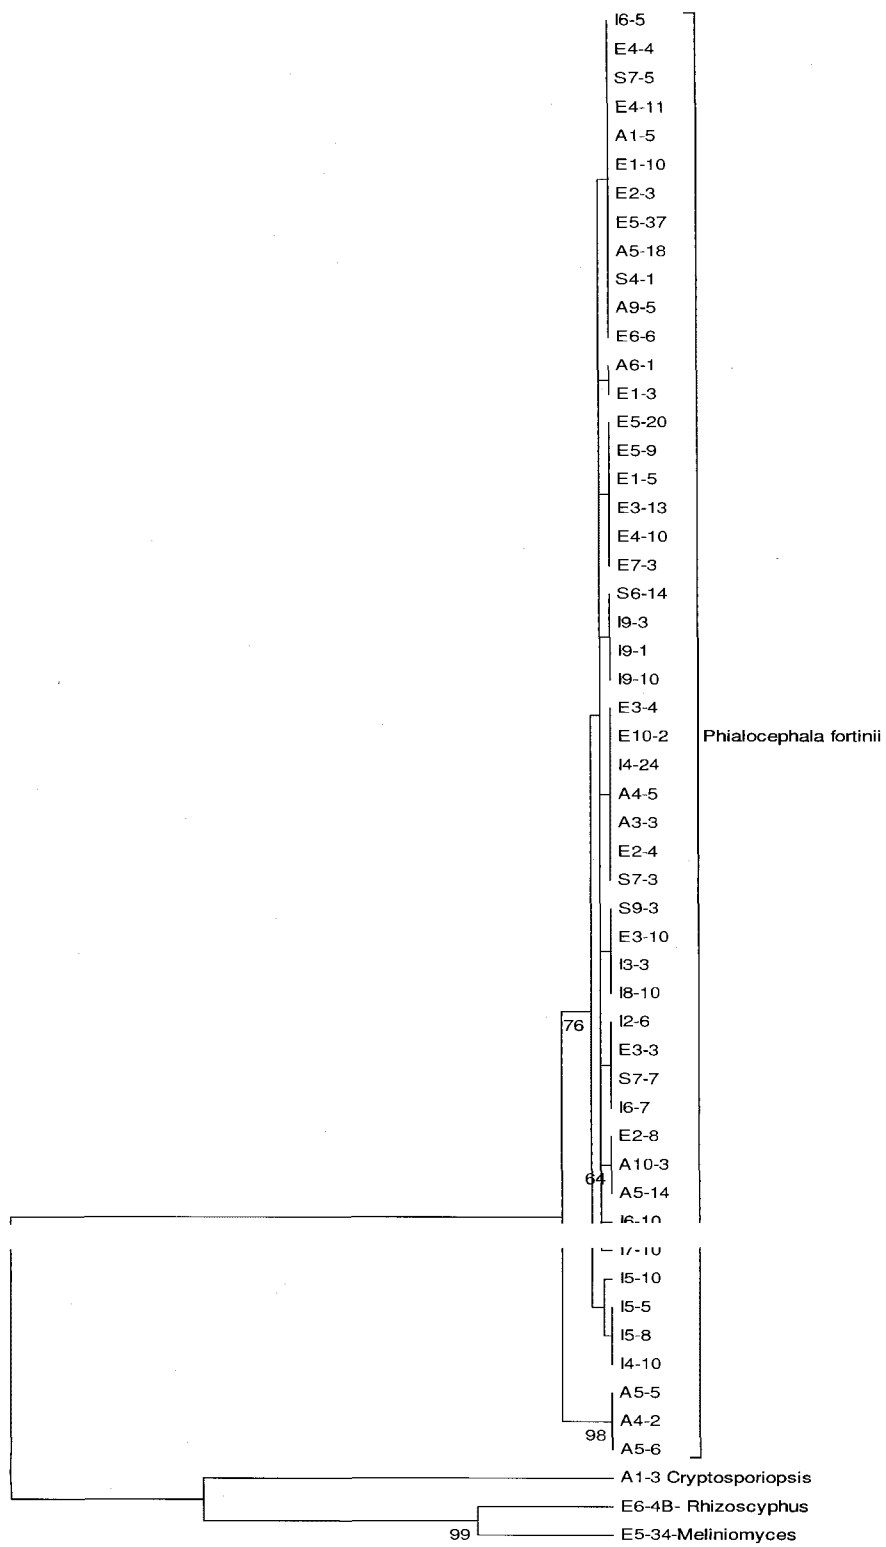 I6-5
E4-4
S7-5
E4-11
A1-5
E1-10
E2-3
E5-37
A5-18
S4-1
A9-5
E6-6
A6-1
E1-3
E5-20
E5-9
E1-5
E3-13
E4-10
E7-3
S6-14
I9-3
I9-1
I9-10
E3-4
E10-2 Phialocephala fortinii
I4-24
A4-5
A3-3
E2-4
S7-3
S9-3
E3-10
I3-3
I8-10
I2-6
76
E3-3
S7-7
I6-7
E2-8
A10-3
64
A5-14
I6-10
I7-10
I5-10
I5-5
I5-8
I4-10
A5-5
A4-2
98
A5-6
A1-3 Cryptosporiopsis
E6-4B- Rhizoscyphus
99
E5-34-Meliniomyces